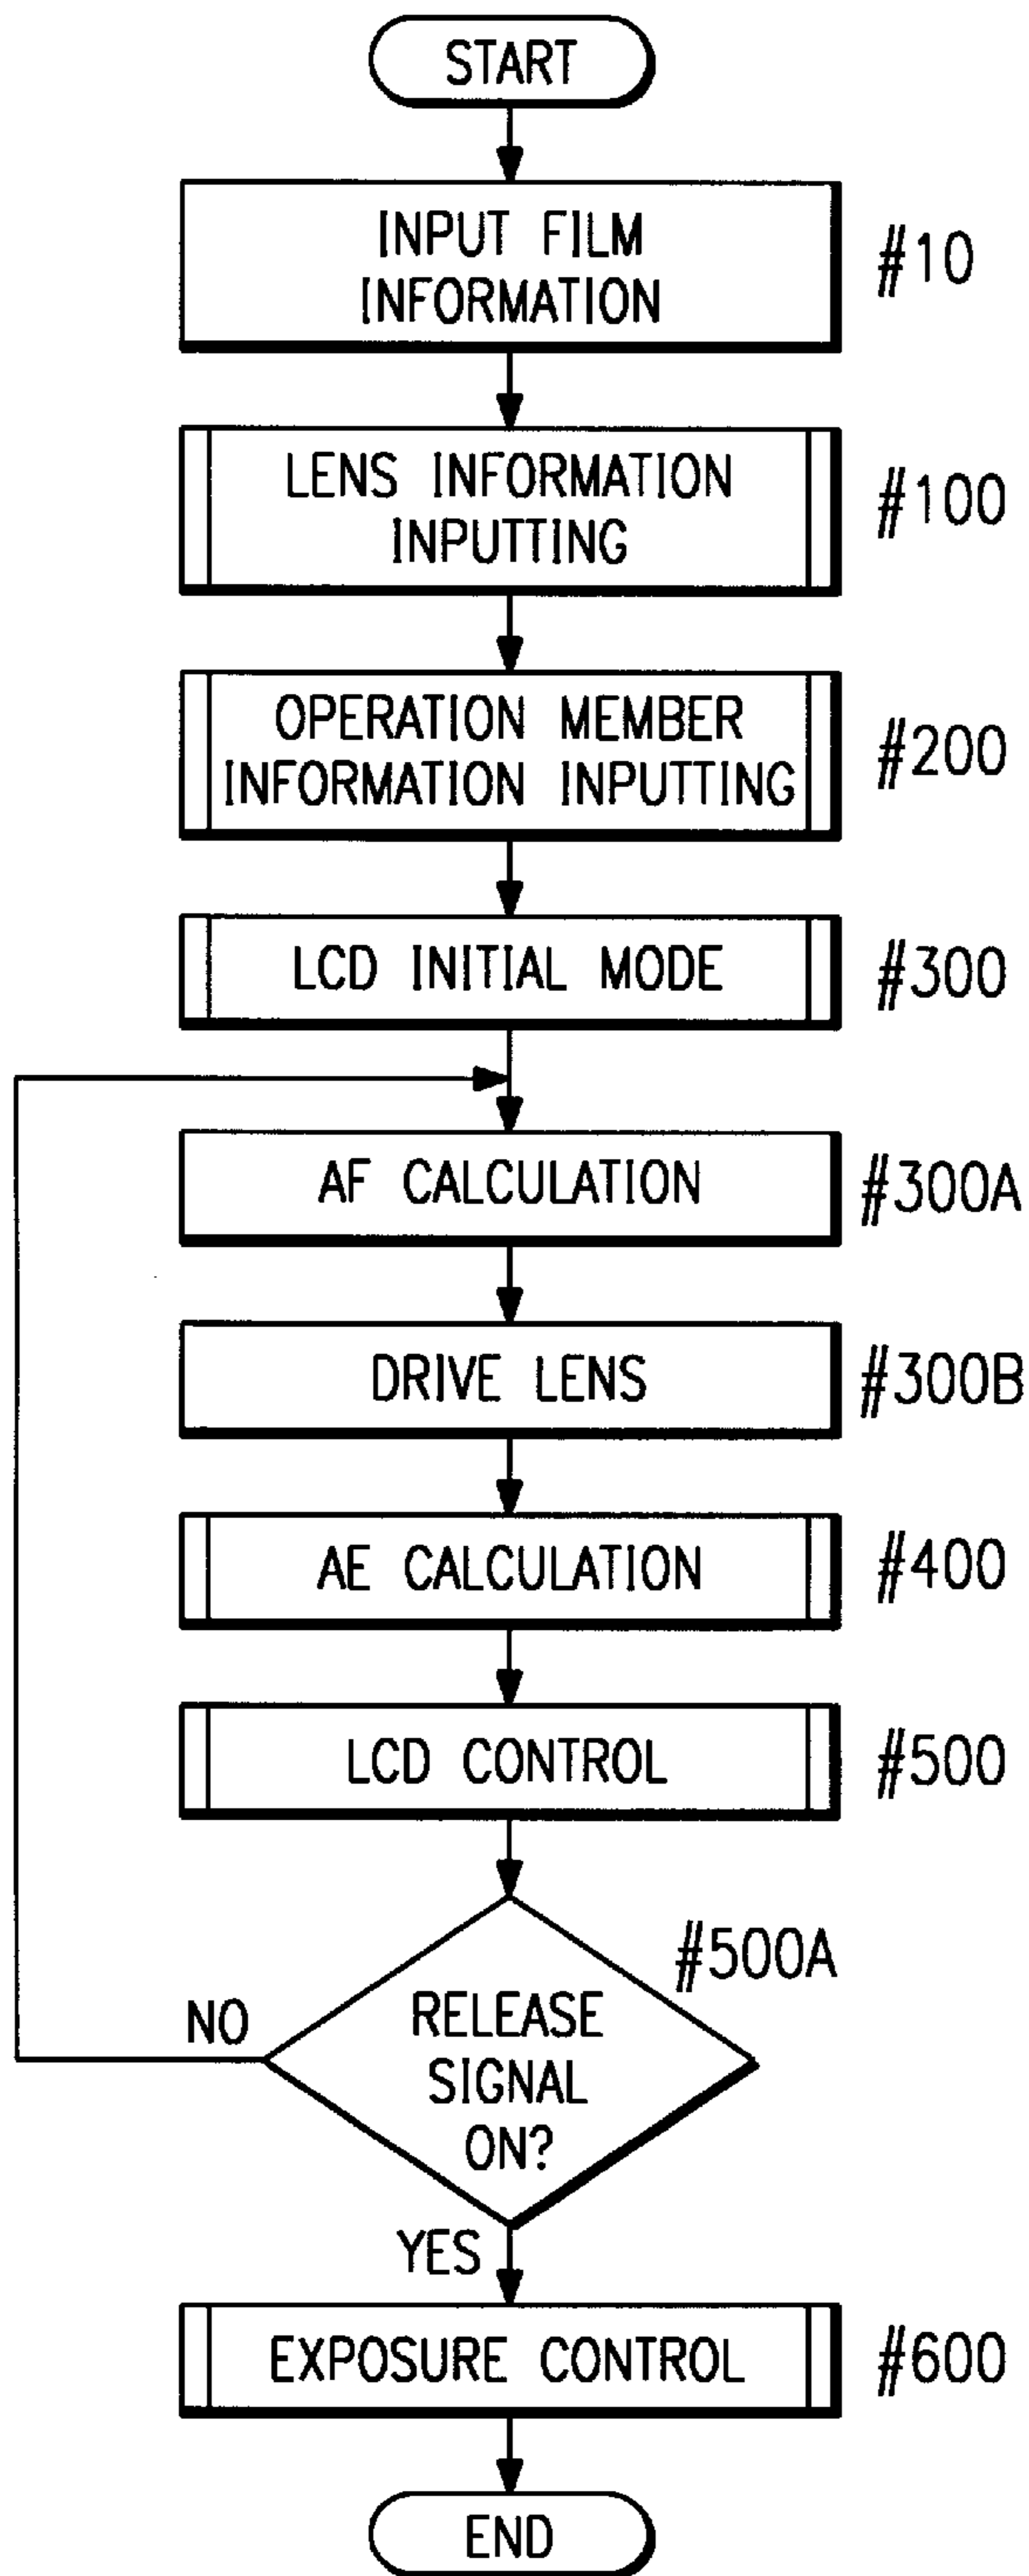 START
INPUT FILM
INFORMATION
#10
LENS INFORMATION
INPUTTING
#100
OPERATION MEMBER
INFORMATION INPUTTING
#200
LCD INITIAL MODE
#300
AF CALCULATION
#300A
DRIVE LENS
#300B
AE CALCULATION
#400
LCD CONTROL
#500
#500A
RELEASE
SIGNAL
ON?
NO
YES
EXPOSURE CONTROL
#600
END